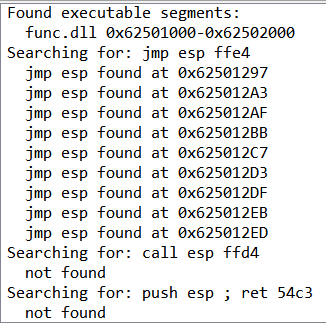 Found executable segments:
func.dll 0x62501000-0x62502000
Searching for: jmp esp ffe4
jmp esp found at 0x62501297
jmp esp found at 0x625012A3
jmp esp found at 0x625012AF
jmp esp found at 0x625012BB
jmp esp found at 0x625012C7
jmp esp found at 0x625012D3
jmp esp found at 0x625012DF
jmp esp found at 0x625012EB
jmp esp found at 0x625012ED
Searching for: call esp ffd4
not found
Searching for: push esp ; ret 54c3
not found